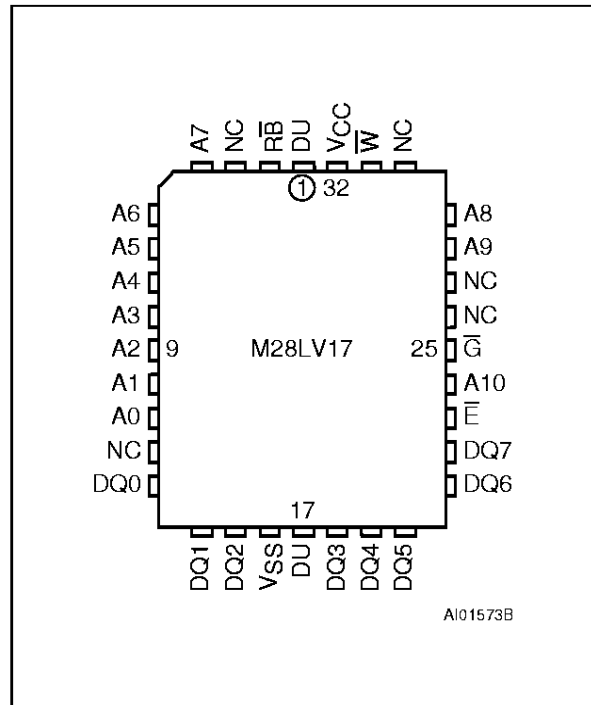 A7 NC R̅B̅ DU VCC W̅ NC
1 32
A6 A8
A5 A9
A4 NC
A3 NC
A2 9 M28LV17 25 G̅
A1 A10
A0 E̅
NC DQ7
DQ0 DQ6
17
DQ1 DQ2 VSS DU DQ3 DQ4 DQ5
AI01573B